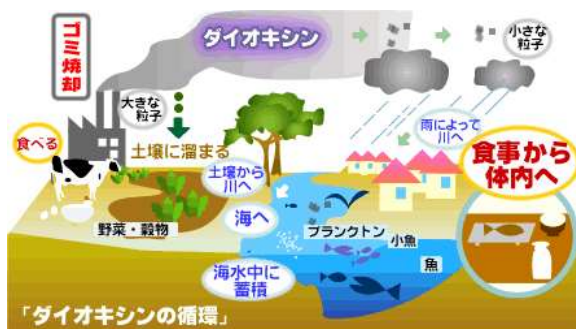 ゴミ焼却
ダイオキシン
小さな
粒子
大きな
粒子
食べる
土壌に溜まる
雨によって
川へ
食事から
体内へ
土壌から
川へ
海へ
野菜・穀物
プランクトン
小魚
魚
海水中に
蓄積
「ダイオキシンの循環」